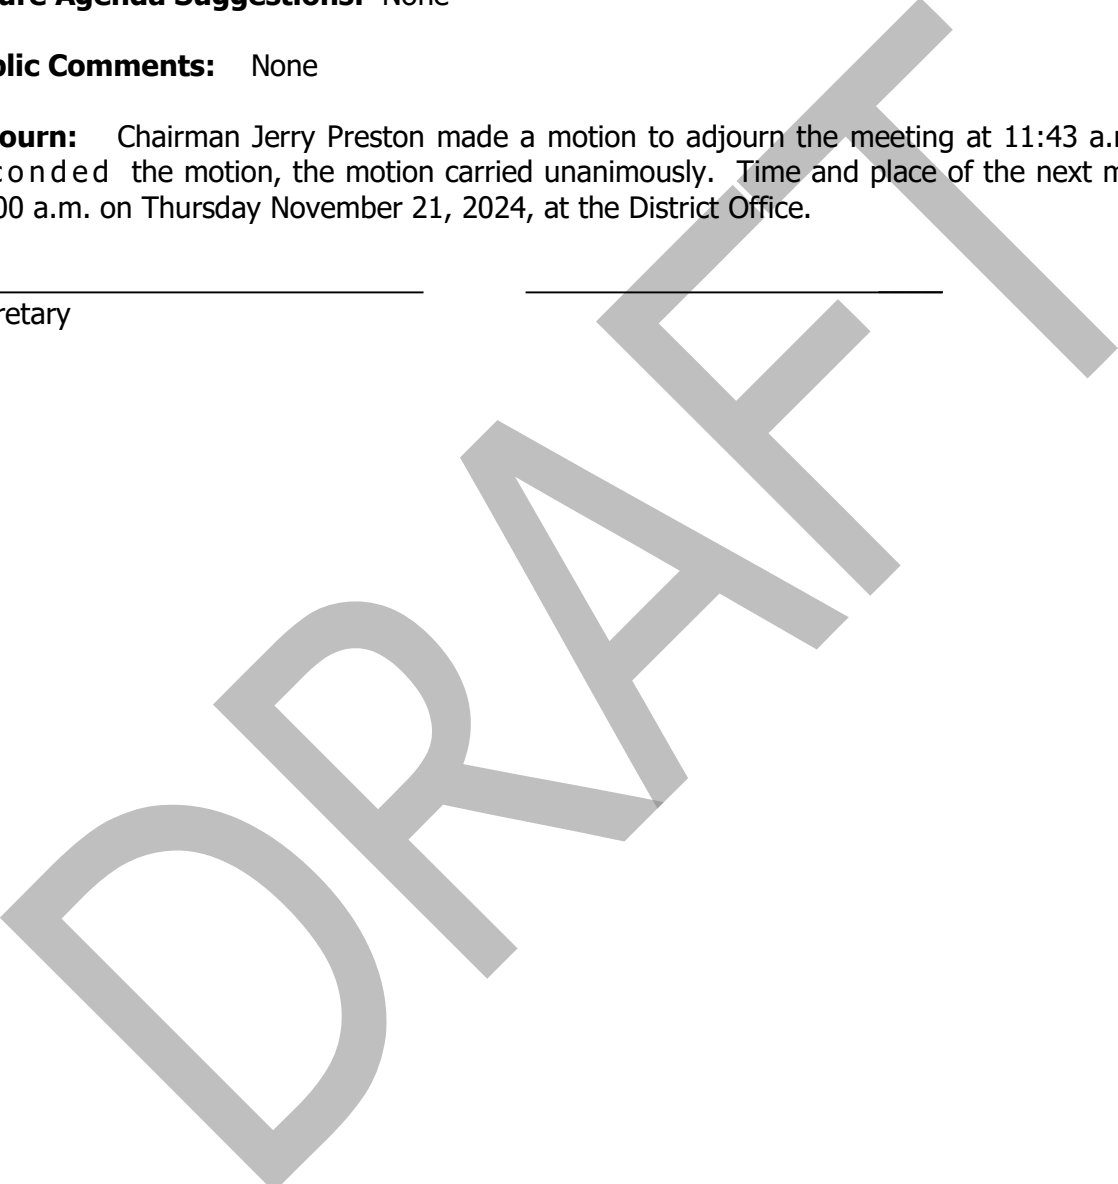 ure Agenda Suggestions: None
blic Comments: None
ourn: Chairman Jerry Preston made a motion to adjourn the meeting at 11:43 a.
conded the motion, the motion carried unanimously. Time and place of the next m
00 a.m. on Thursday November 21, 2024, at the District Office.
retary
DRAFT